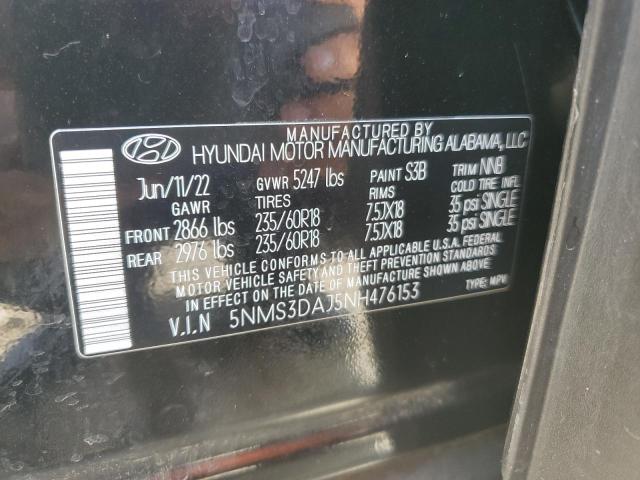 MANUFACTURED BY
HYUNDAI MOTOR MANUFACTURING ALABAMA, LLC
Jun/11/22 GVWR 5247 lbs PAINT S3B TRIM NNB
GAWR TIRES RIMS COLD TIRE INFL
FRONT 2866 lbs 235/60R18 7.5JX18 35 psi SINGLE
REAR 2976 lbs 235/60R18 7.5JX18 35 psi SINGLE
THIS VEHICLE CONFORMS TO ALL APPLICABLE U.S.A. FEDERAL
MOTOR VEHICLE SAFETY AND THEFT PREVENTION STANDARDS IN
EFFECT ON THE DATE OF MANUFACTURE SHOWN ABOVE.
V.I.N 5NMS3DAJ5NH476153 TYPE: MPV